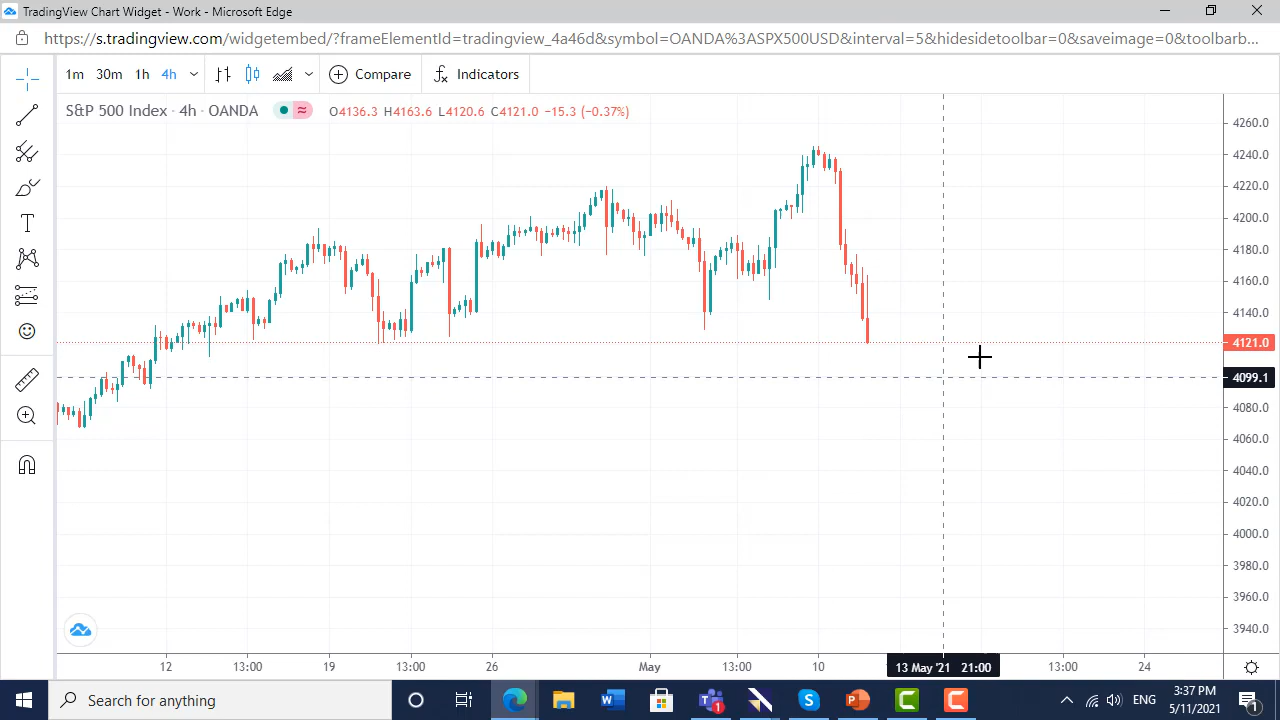 TradingView Chart Widget - Work - Microsoft Edge
https://s.tradingview.com/widgetembed/?frameElementId=tradingview_4a46d&symbol=OANDA%3ASPX500USD&interval=5&hidesidetoolbar=0&saveimage=0&toolbarb...
1m 30m 1h 4h Compare Indicators
S&P 500 Index · 4h · OANDA O4136.3 H4163.6 L4120.6 C4121.0 −15.3 (−0.37%)
4260.0
4240.0
4220.0
4200.0
4180.0
4160.0
4140.0
4121.0
4099.1
4080.0
4060.0
4040.0
4020.0
4000.0
3980.0
3960.0
3940.0
12 13:00 19 13:00 26 May 13:00 10 13 May '21 21:00 13:00 24
Search for anything
1
ENG
3:37 PM
5/11/2021
1